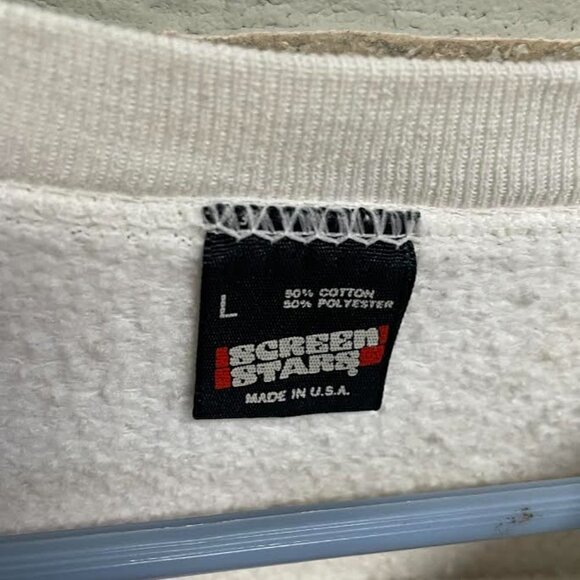 L
50% COTTON
50% POLYESTER
SCREEN
STARS
MADE IN U.S.A.